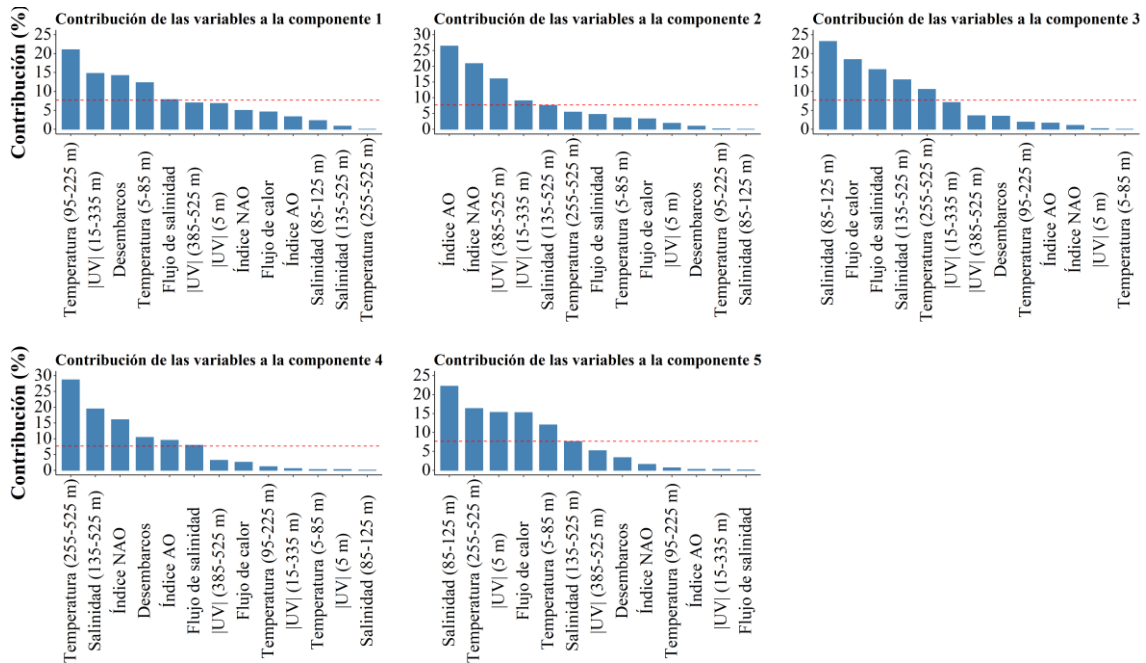 Contribución de las variables a la componente 1
Contribución (%)
25
20
15
10
5
0
Temperatura (95-225 m)
|UV| (15-335 m)
Desembarcos
Temperatura (5-85 m)
Flujo de salinidad
|UV| (385-525 m)
|UV| (5 m)
Índice NAO
Flujo de calor
Índice AO
Salinidad (85-125 m)
Salinidad (135-525 m)
Temperatura (255-525 m)
Contribución de las variables a la componente 2
30
25
20
15
10
5
0
Índice AO
Índice NAO
|UV| (385-525 m)
|UV| (15-335 m)
Salinidad (135-525 m)
Temperatura (255-525 m)
Flujo de salinidad
Temperatura (5-85 m)
Flujo de calor
|UV| (5 m)
Desembarcos
Temperatura (95-225 m)
Salinidad (85-125 m)
Contribución de las variables a la componente 3
25
20
15
10
5
0
Salinidad (85-125 m)
Flujo de calor
Flujo de salinidad
Salinidad (135-525 m)
Temperatura (255-525 m)
|UV| (15-335 m)
|UV| (385-525 m)
Desembarcos
Temperatura (95-225 m)
Índice AO
Índice NAO
|UV| (5 m)
Temperatura (5-85 m)
Contribución de las variables a la componente 4
Contribución (%)
30
25
20
15
10
5
0
Temperatura (255-525 m)
Salinidad (135-525 m)
Índice NAO
Desembarcos
Índice AO
Flujo de salinidad
|UV| (385-525 m)
Flujo de calor
Temperatura (95-225 m)
|UV| (15-335 m)
Temperatura (5-85 m)
|UV| (5 m)
Salinidad (85-125 m)
Contribución de las variables a la componente 5
25
20
15
10
5
0
Salinidad (85-125 m)
Temperatura (255-525 m)
|UV| (5 m)
Flujo de calor
Temperatura (5-85 m)
Salinidad (135-525 m)
|UV| (385-525 m)
Desembarcos
Índice NAO
Temperatura (95-225 m)
Índice AO
|UV| (15-335 m)
Flujo de salinidad